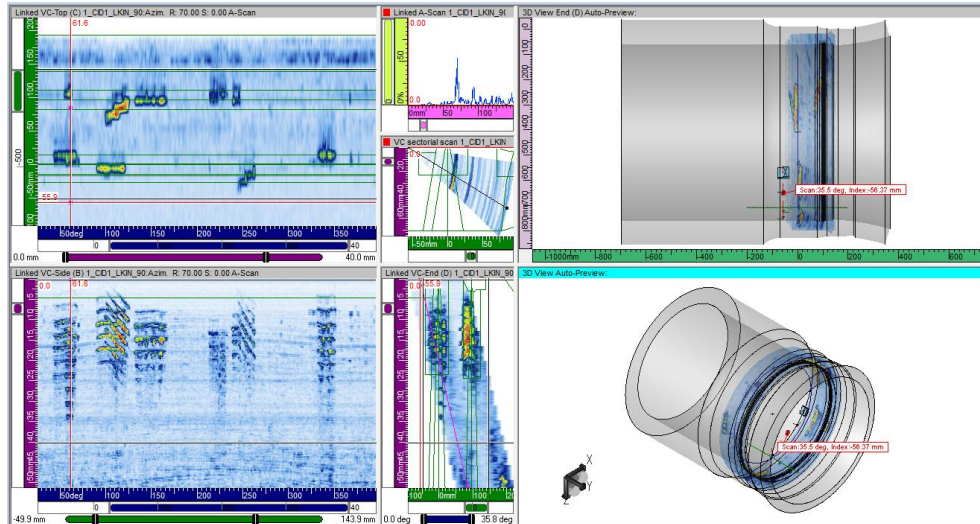 Linked VC-Top (C) 1_CID1_LKIN_90:Azim. R: 70.00 S: 0.00 A-Scan
61.6
55.9
50deg 100 150 200 250 300 350
0 40
0.0 mm 40.0 mm
Linked A-Scan 1_CID1_LKIN_90
0.00
0.0
0mm 50 100
VC sectorial scan 1_CID1_LKIN
0.0
-50mm 0 50
3D View End (D) Auto-Preview:
Scan:35.5 deg, Index:-56.37 mm
-1000mm -800 -600 -400 -200 0 200 400 600
Linked VC-Side (B) 1_CID1_LKIN_90:Azim. R: 70.00 S: 0.00 A-Scan
0.0
61.6
50deg 100 150 200 250 300 350
0 40
-49.9 mm 143.9 mm
Linked VC-End (D) 1_CID1_LKIN_90
0.0
-55.9
-100 0mm 100 20
0.0 deg 35.8 deg
3D View Auto-Preview:
Scan:35.5 deg, Index:-56.37 mm
X
Y
Z